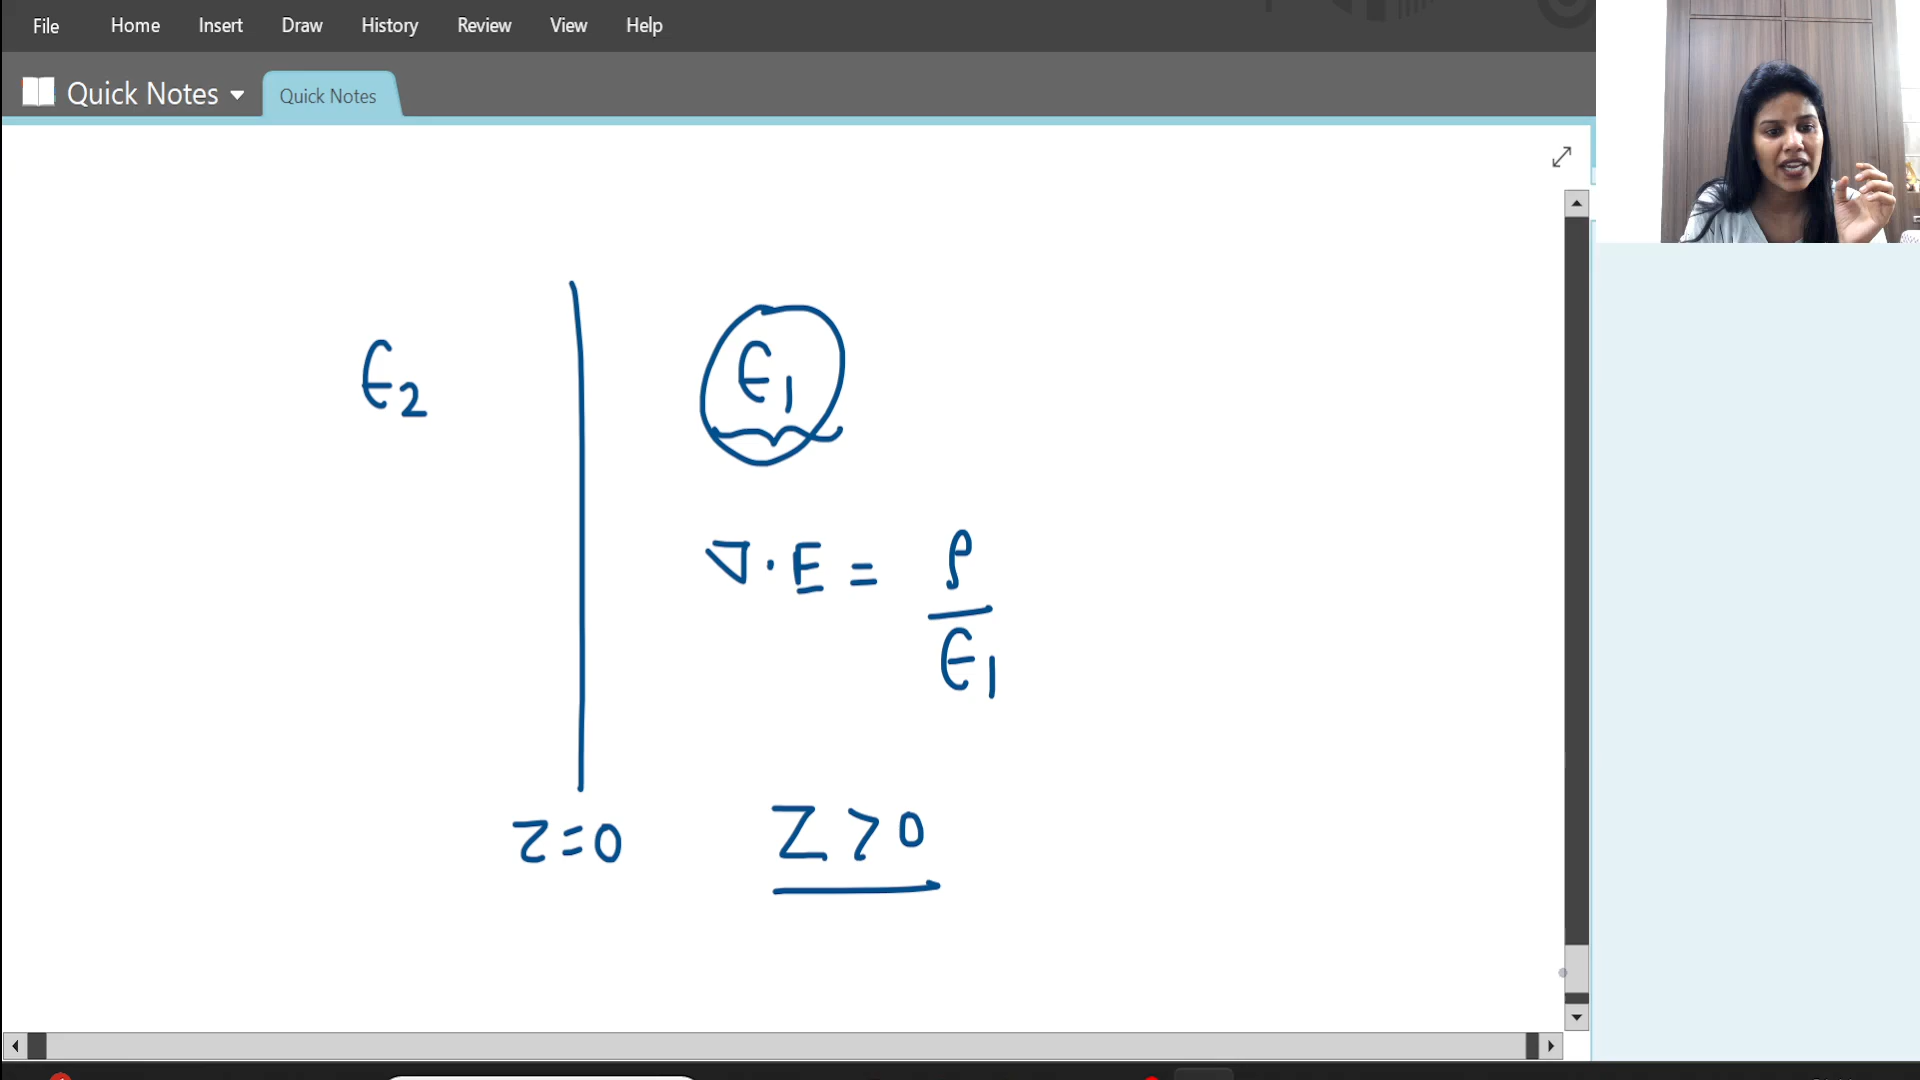 File Home Insert Draw History Review View Help
Quick Notes Quick Notes
ϵ₂ ϵ₁
∇ · E = ρ / ϵ₁
z = 0 Z > 0